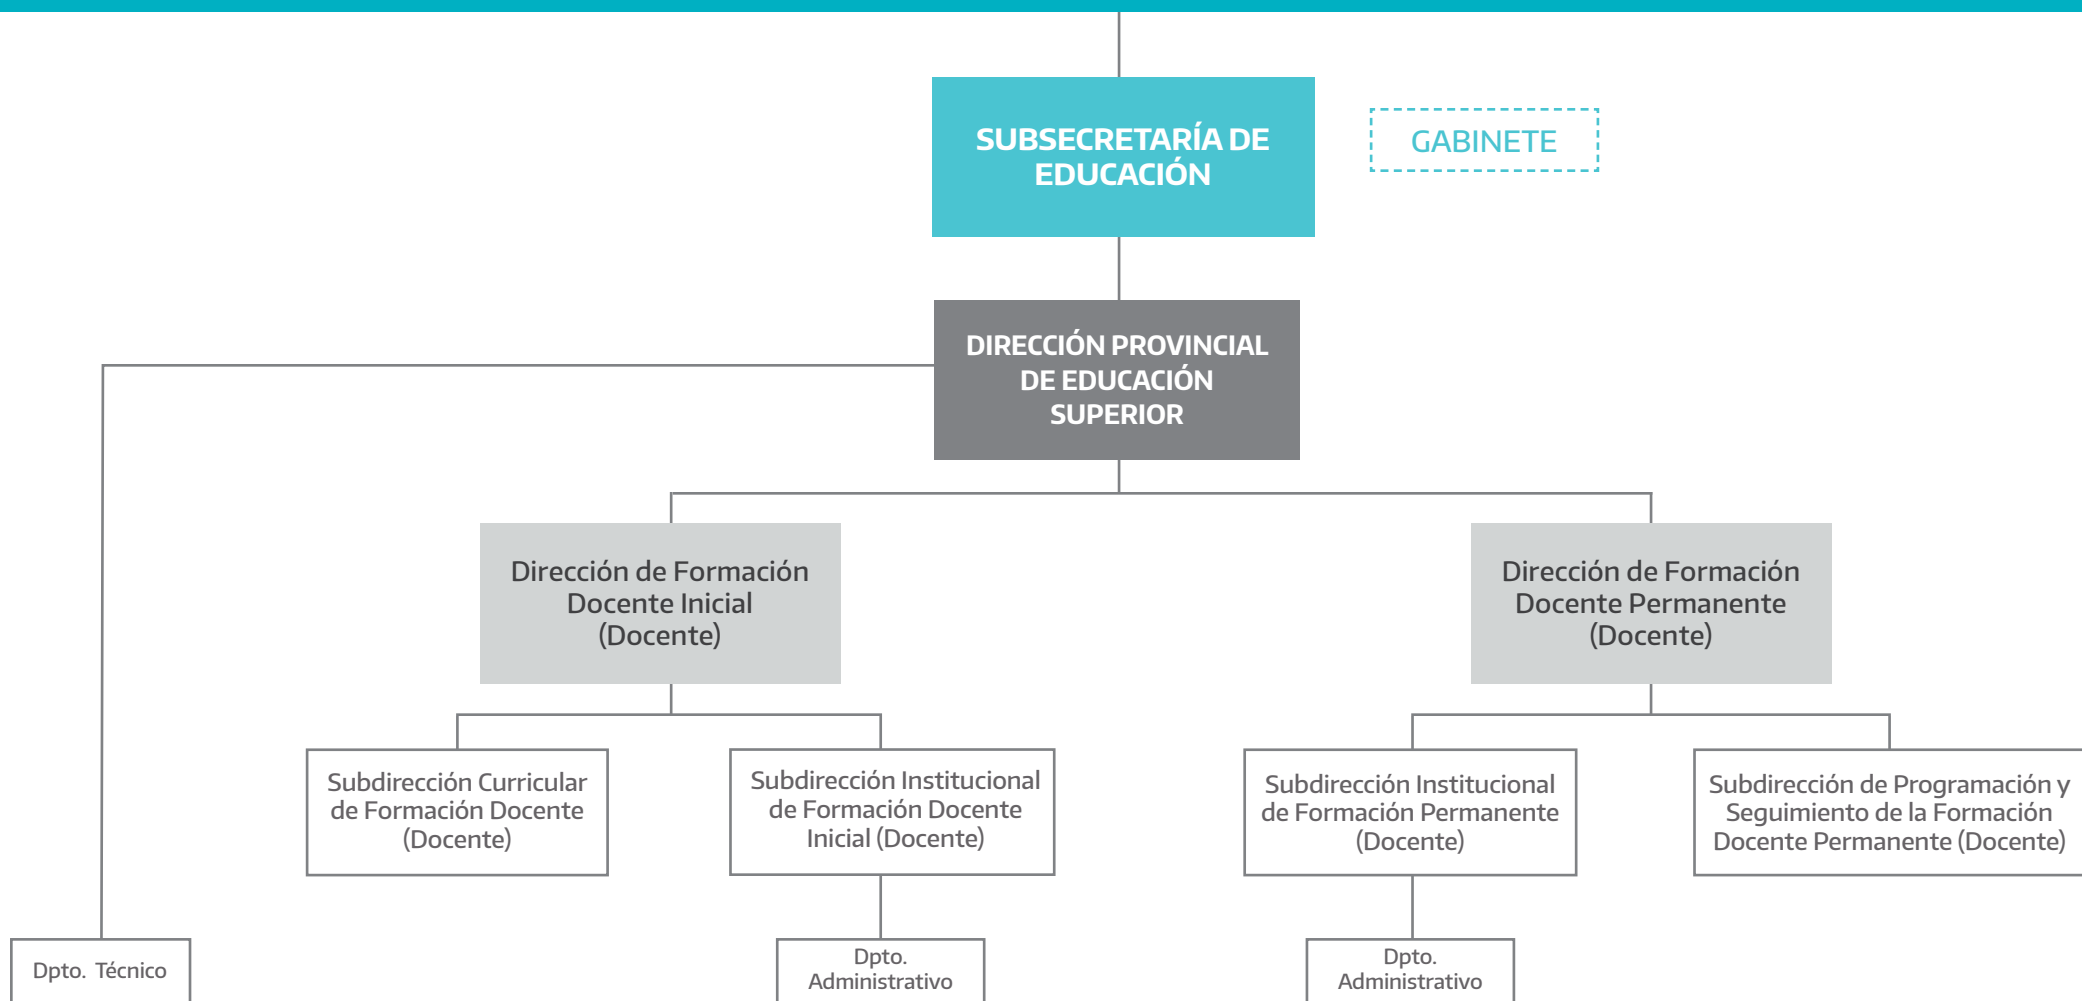 SUBSECRETARÍA DE
EDUCACIÓN
GABINETE
DIRECCIÓN PROVINCIAL
DE EDUCACIÓN
SUPERIOR
Dirección de Formación
Docente Inicial
(Docente)
Dirección de Formación
Docente Permanente
(Docente)
Subdirección Curricular
de Formación Docente
(Docente)
Subdirección Institucional
de Formación Docente
Inicial (Docente)
Subdirección Institucional
de Formación Permanente
(Docente)
Subdirección de Programación y
Seguimiento de la Formación
Docente Permanente (Docente)
Dpto. Técnico
Dpto.
Administrativo
Dpto.
Administrativo